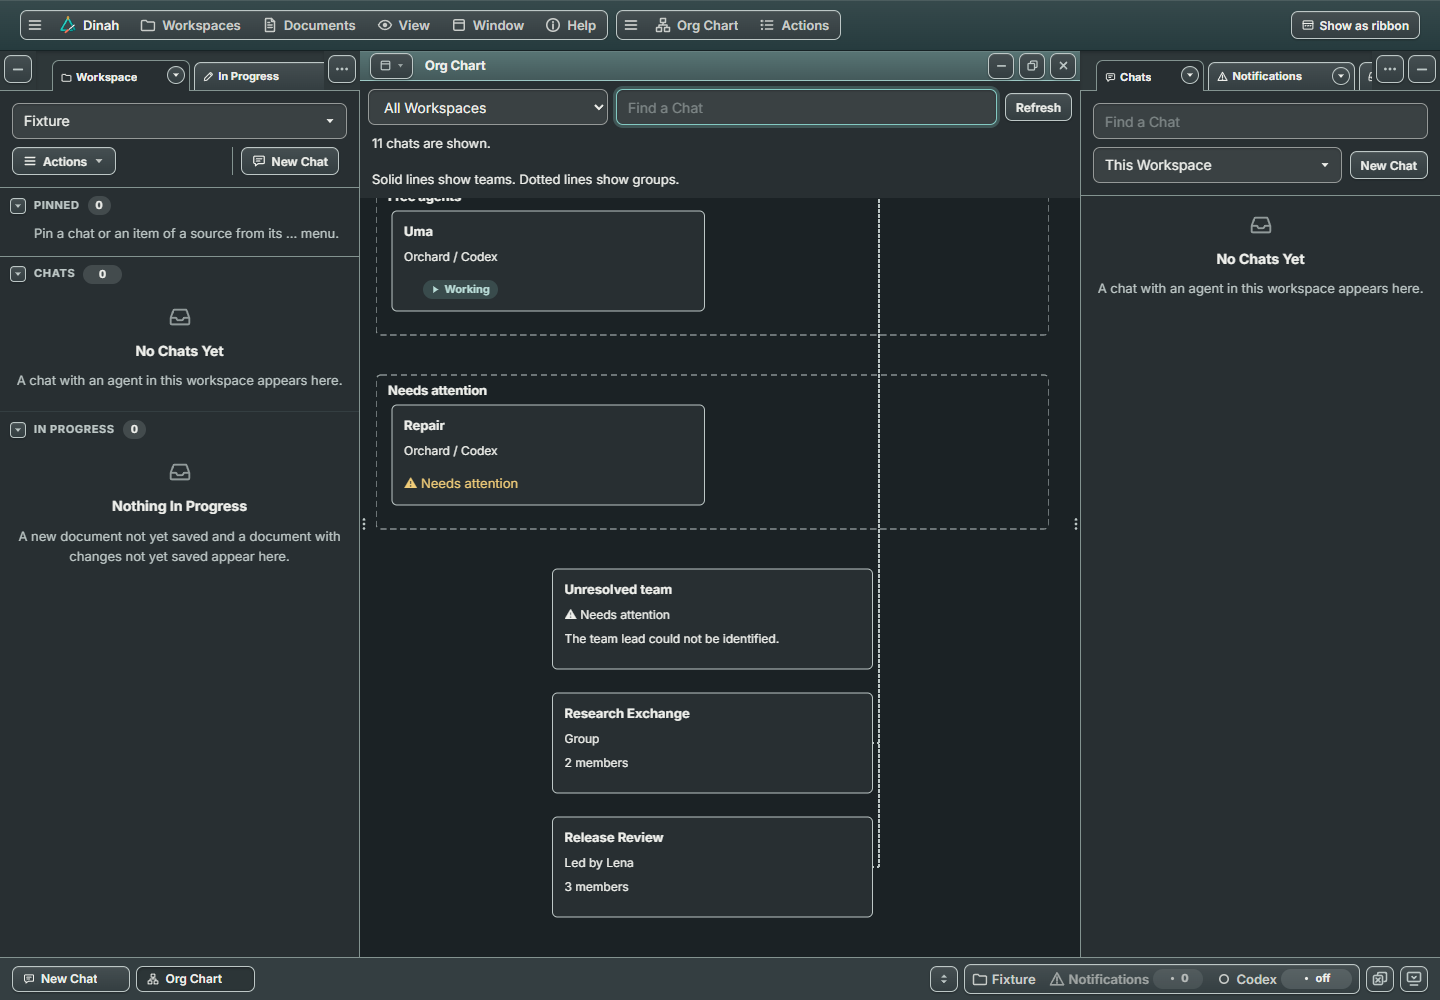 Dinah Workspaces Documents View Window Help Org Chart Actions Show as ribbon
Workspace In Progress
Fixture
Actions New Chat
PINNED 0
Pin a chat or an item of a source from its ... menu.
CHATS 0
No Chats Yet
A chat with an agent in this workspace appears here.
IN PROGRESS 0
Nothing In Progress
A new document not yet saved and a document with
changes not yet saved appear here.
Org Chart
All Workspaces Find a Chat Refresh
11 chats are shown.
Solid lines show teams. Dotted lines show groups.
Free agents
Uma
Orchard / Codex
Working
Needs attention
Repair
Orchard / Codex
Needs attention
Unresolved team
Needs attention
The team lead could not be identified.
Research Exchange
Group
2 members
Release Review
Led by Lena
3 members
Chats Notifications
Find a Chat
This Workspace New Chat
No Chats Yet
A chat with an agent in this workspace appears here.
New Chat Org Chart Fixture Notifications 0 Codex off